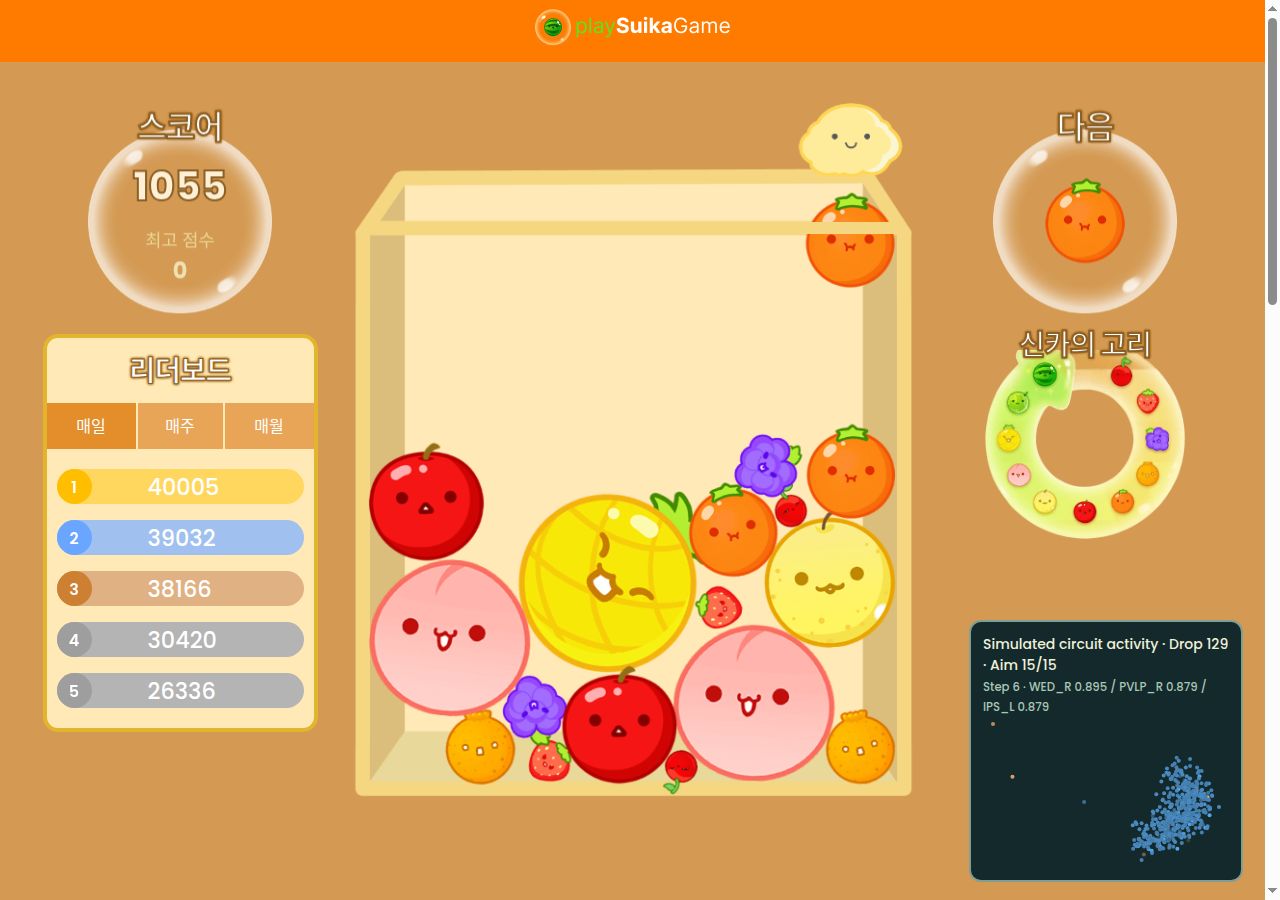 playSuikaGame
스코어
1055
최고 점수
0
다음
리더보드
매일 매주 매월
1 40005
2 39032
3 38166
4 30420
5 26336
신카의 고리
Simulated circuit activity · Drop 129
· Aim 15/15
Step 6 · WED_R 0.895 / PVLP_R 0.879 /
IPS_L 0.879